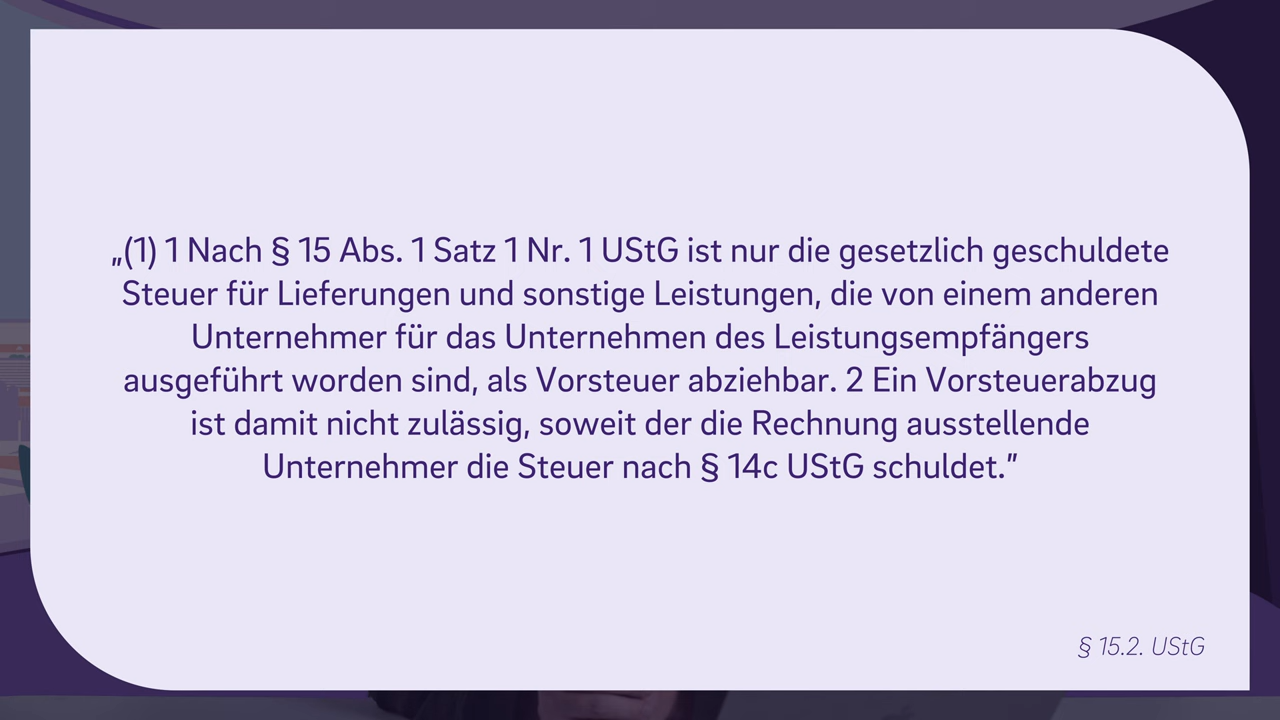 „(1) 1 Nach § 15 Abs. 1 Satz 1 Nr. 1 UStG ist nur die gesetzlich geschuldete
Steuer für Lieferungen und sonstige Leistungen, die von einem anderen
Unternehmer für das Unternehmen des Leistungsempfängers
ausgeführt worden sind, als Vorsteuer abziehbar. 2 Ein Vorsteuerabzug
ist damit nicht zulässig, soweit der die Rechnung ausstellende
Unternehmer die Steuer nach § 14c UStG schuldet.”
§ 15.2. UStG